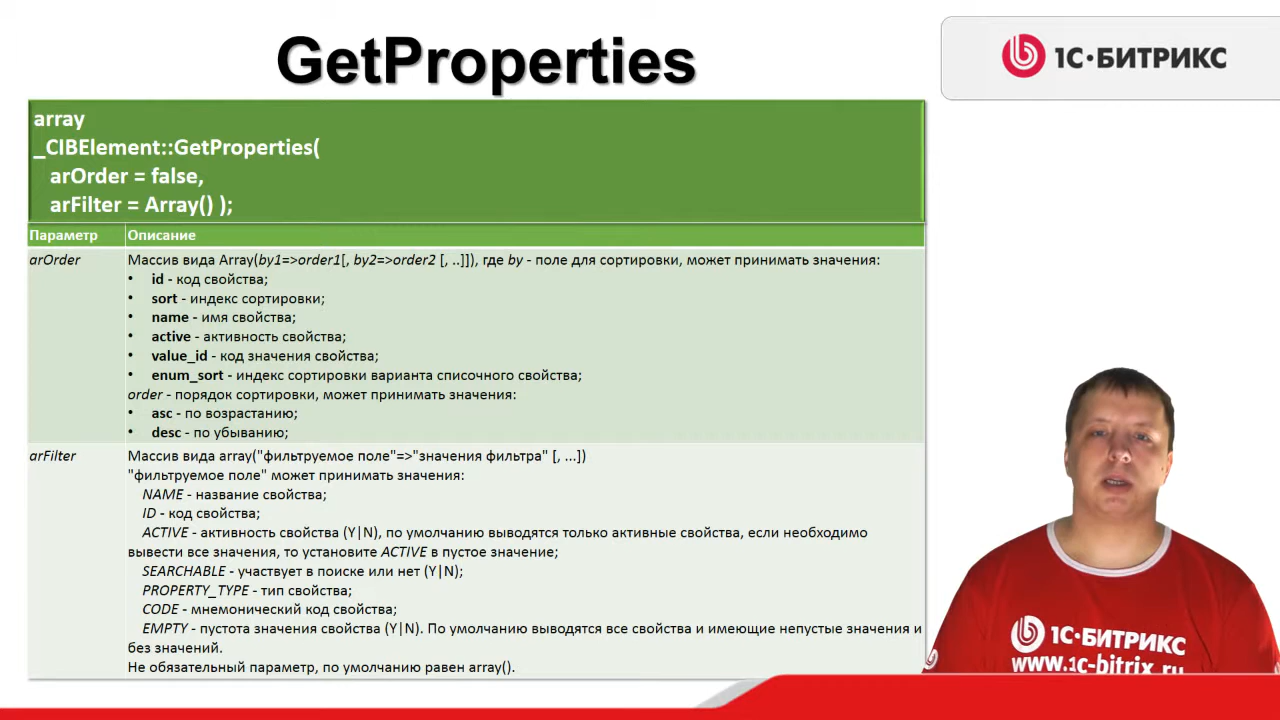 GetProperties
1С·БИТРИКС
array
_CIBElement::GetProperties(
arOrder = false,
arFilter = Array() );
Параметр Описание
arOrder Массив вида Array(by1=>order1[, by2=>order2 [, ..]]), где by - поле для сортировки, может принимать значения:
• id - код свойства;
• sort - индекс сортировки;
• name - имя свойства;
• active - активность свойства;
• value_id - код значения свойства;
• enum_sort - индекс сортировки варианта списочного свойства;
order - порядок сортировки, может принимать значения:
• asc - по возрастанию;
• desc - по убыванию;
arFilter Массив вида array("фильтруемое поле"=>"значения фильтра" [, ...])
"фильтруемое поле" может принимать значения:
NAME - название свойства;
ID - код свойства;
ACTIVE - активность свойства (Y|N), по умолчанию выводятся только активные свойства, если необходимо
вывести все значения, то установите ACTIVE в пустое значение;
SEARCHABLE - участвует в поиске или нет (Y|N);
PROPERTY_TYPE - тип свойства;
CODE - мнемонический код свойства;
EMPTY - пустота значения свойства (Y|N). По умолчанию выводятся все свойства и имеющие непустые значения и
без значений.
Не обязательный параметр, по умолчанию равен array().
1С·БИТРИКС
www.1c-bitrix.ru